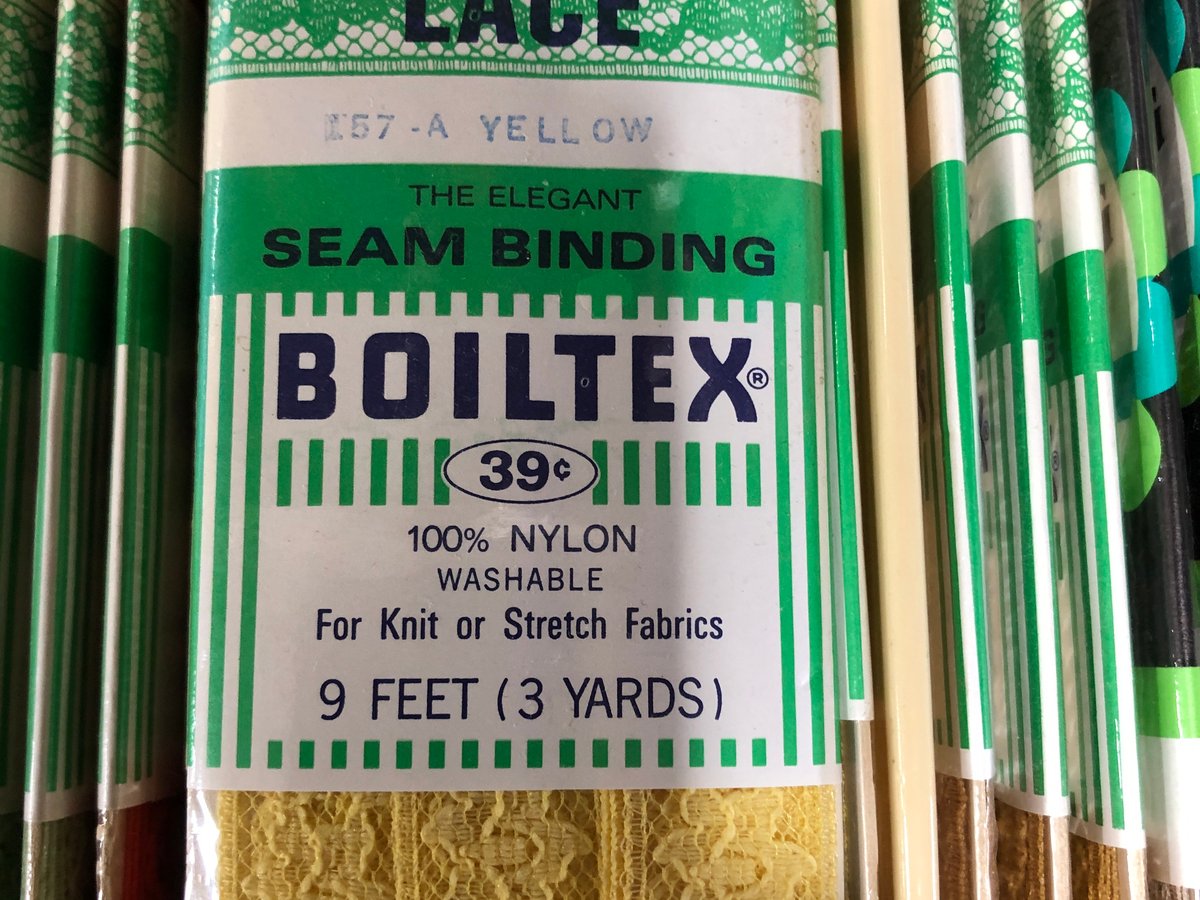 LACE
157-A YELLOW
THE ELEGANT
SEAM BINDING
BOILTEX®
39¢
100% NYLON
WASHABLE
For Knit or Stretch Fabrics
9 FEET (3 YARDS)